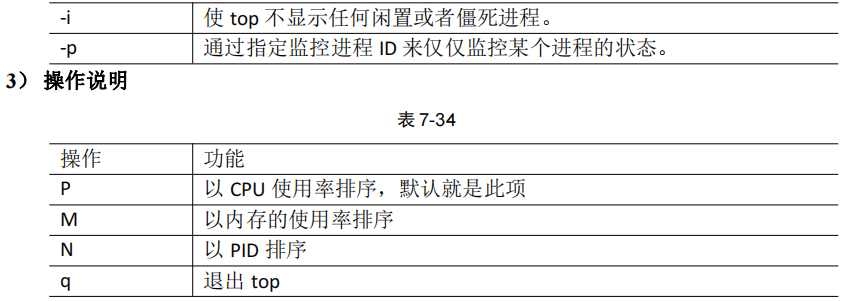 -i 使 top 不显示任何闲置或者僵死进程。
-p 通过指定监控进程 ID 来仅仅监控某个进程的状态。
3） 操作说明
表 7-34
操作 功能
P 以 CPU 使用率排序，默认就是此项
M 以内存的使用率排序
N 以 PID 排序
q 退出 top